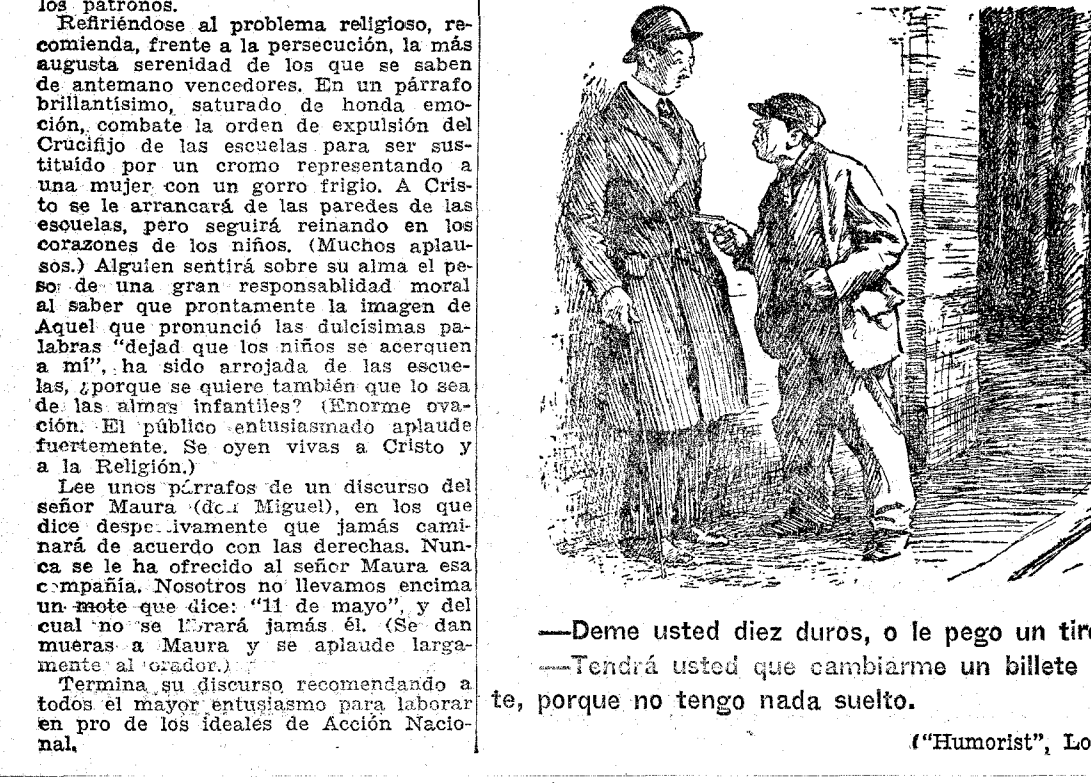 los patronos.
Refiriéndose al problema religioso, re-
comienda, frente a la persecución, la más
augusta serenidad de los que se saben
de antemano vencedores. En un párrafo
brillantísimo, saturado de honda emo-
ción, combate la orden de expulsión del
Crucifijo de las escuelas para ser sus-
tituído por un cromo representando a
una mujer con un gorro frigio. A Cris-
to se le arrancará de las paredes de las
escuelas, pero seguirá reinando en los
corazones de los niños. (Muchos aplau-
sos.) Alguien sentirá sobre su alma el pe-
so de una gran responsablidad moral
al saber que prontamente la imagen de
Aquel que pronunció las dulcísimas pa-
labras "dejad que los niños se acerquen
a mí", ha sido arrojada de las escue-
las, ¿porque se quiere también que lo sea
de las almas infantiles? (Enorme ova-
ción. El público entusiasmado aplaude
fuertemente. Se oyen vivas a Cristo y
a la Religión.)
Lee unos párrafos de un discurso del
señor Maura (don Miguel), en los que
dice despectivamente que jamás cami-
nará de acuerdo con las derechas. Nun-
ca se le ha ofrecido al señor Maura esa
compañía. Nosotros no llevamos encima
un mote que dice: "11 de mayo", y del
cual no se librará jamás él. (Se dan
mueras a Maura y se aplaude larga-
mente al orador.)
Termina su discurso recomendando a
todos el mayor entusiasmo para laborar
en pro de los ideales de Acción Nacio-
nal.
—Deme usted diez duros, o le pego un tiro
—Tendrá usted que cambiarme un billete
te, porque no tengo nada suelto.
("Humorist", Lo